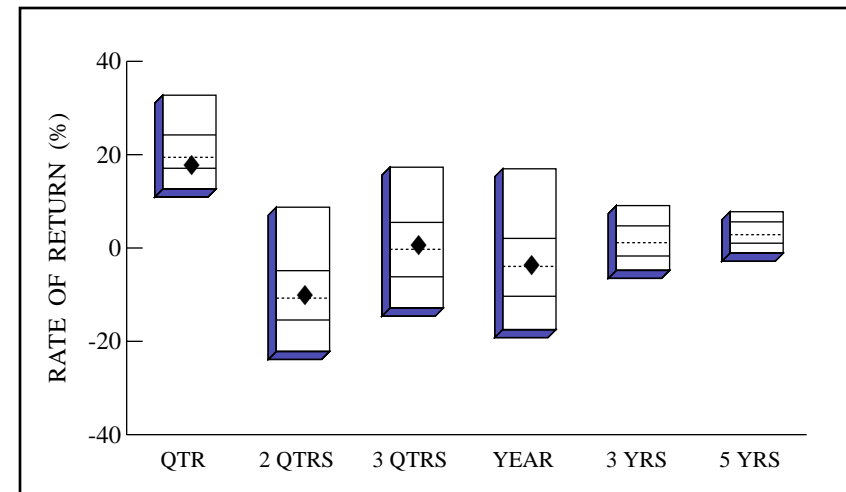 RATE OF RETURN (%)
40
20
0
-20
-40
QTR 2 QTRS 3 QTRS YEAR 3 YRS 5 YRS